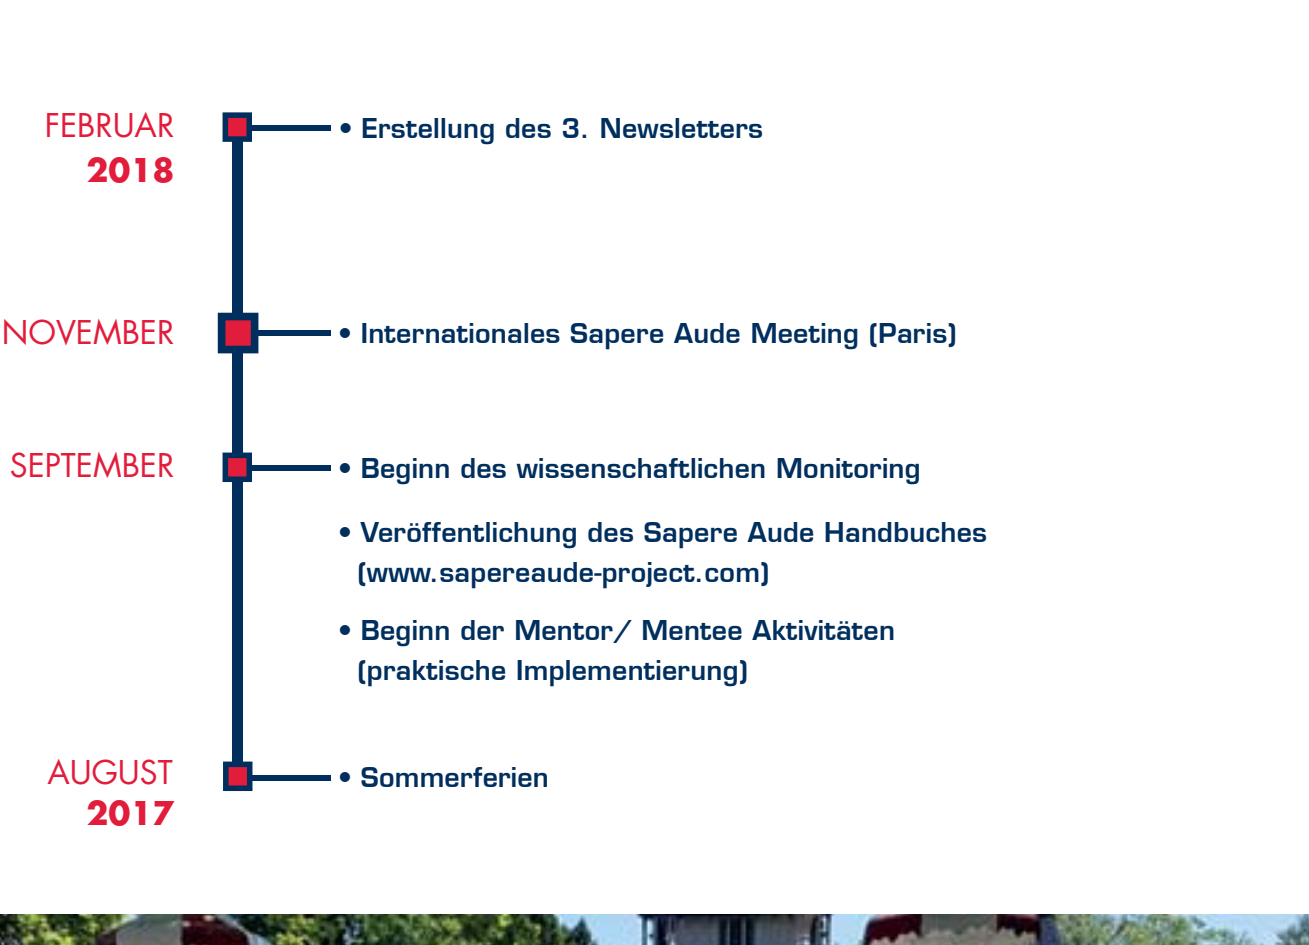 FEBRUAR
2018
• Erstellung des 3. Newsletters
NOVEMBER
• Internationales Sapere Aude Meeting (Paris)
SEPTEMBER
• Beginn des wissenschaftlichen Monitoring
• Veröffentlichung des Sapere Aude Handbuches
(www.sapereaude-project.com)
• Beginn der Mentor/ Mentee Aktivitäten
(praktische Implementierung)
AUGUST
2017
• Sommerferien